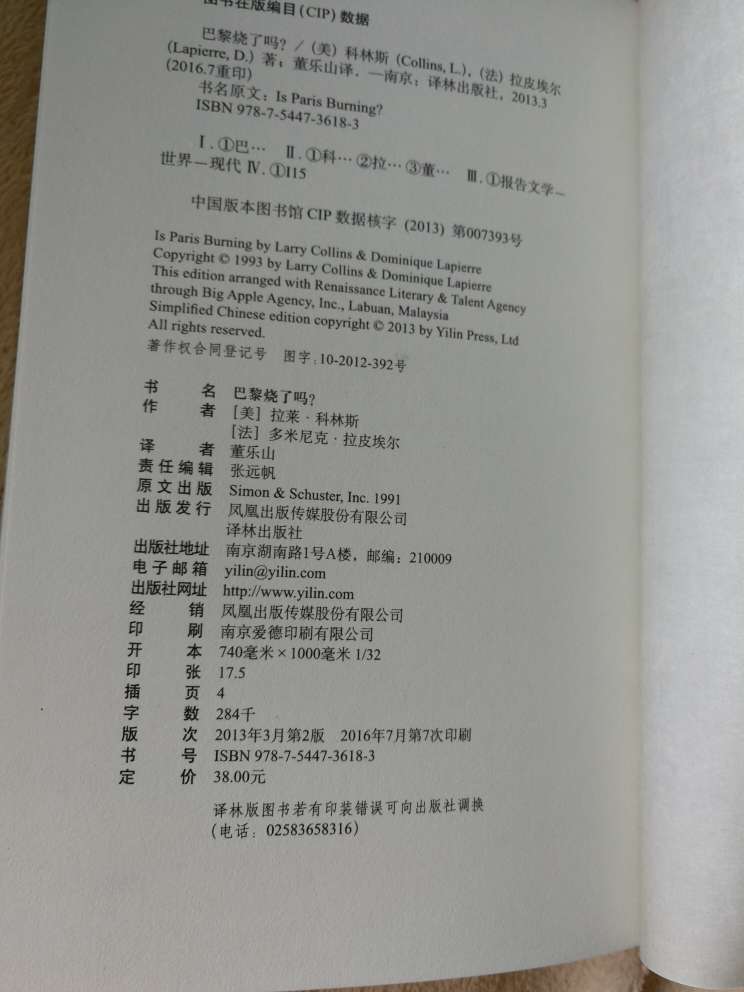 图书在版编目(CIP)数据
巴黎烧了吗? / (美) 科林斯 (Collins, L.), (法) 拉皮埃尔
(Lapierre, D.) 著; 董乐山译. —南京: 译林出版社, 2013.3
(2016.7重印)
书名原文: Is Paris Burning?
ISBN 978-7-5447-3618-3
Ⅰ.①巴… Ⅱ.①科…②拉…③董… Ⅲ.①报告文学—
世界—现代 Ⅳ.①I15
中国版本图书馆CIP数据核字 (2013) 第007393号
Is Paris Burning by Larry Collins & Dominique Lapierre
Copyright © 1993 by Larry Collins & Dominique Lapierre
This edition arranged with Renaissance Literary & Talent Agency
through Big Apple Agency, Inc., Labuan, Malaysia
Simplified Chinese edition copyright © 2013 by Yilin Press, Ltd
All rights reserved.
著作权合同登记号 图字: 10-2012-392号
书 名 巴黎烧了吗?
作 者 [美] 拉莱·科林斯
[法] 多米尼克·拉皮埃尔
译 者 董乐山
责任编辑 张远帆
原文出版 Simon & Schuster, Inc. 1991
出版发行 凤凰出版传媒股份有限公司
译林出版社
出版社地址 南京湖南路1号A楼, 邮编: 210009
电子邮箱 yilin@yilin.com
出版社网址 http://www.yilin.com
经 销 凤凰出版传媒股份有限公司
印 刷 南京爱德印刷有限公司
开 本 740毫米×1000毫米 1/32
印 张 17.5
插 页 4
字 数 284千
版 次 2013年3月第2版 2016年7月第7次印刷
书 号 ISBN 978-7-5447-3618-3
定 价 38.00元
译林版图书若有印装错误可向出版社调换
(电话: 02583658316)